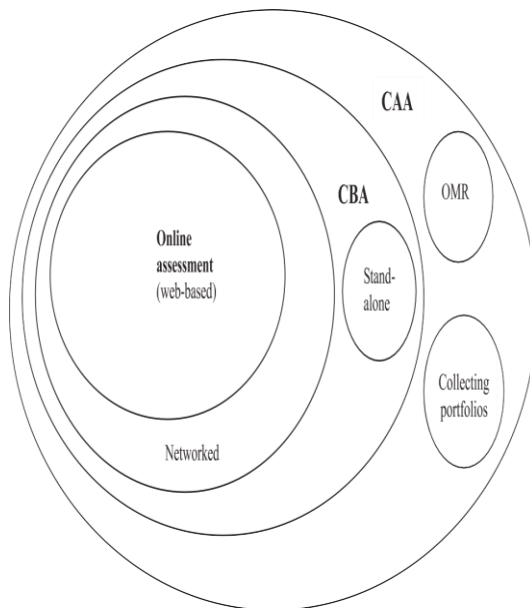 CAA
OMR
CBA
Online
assessment
(web-based)
Stand-
alone
Collecting
portfolios
Networked